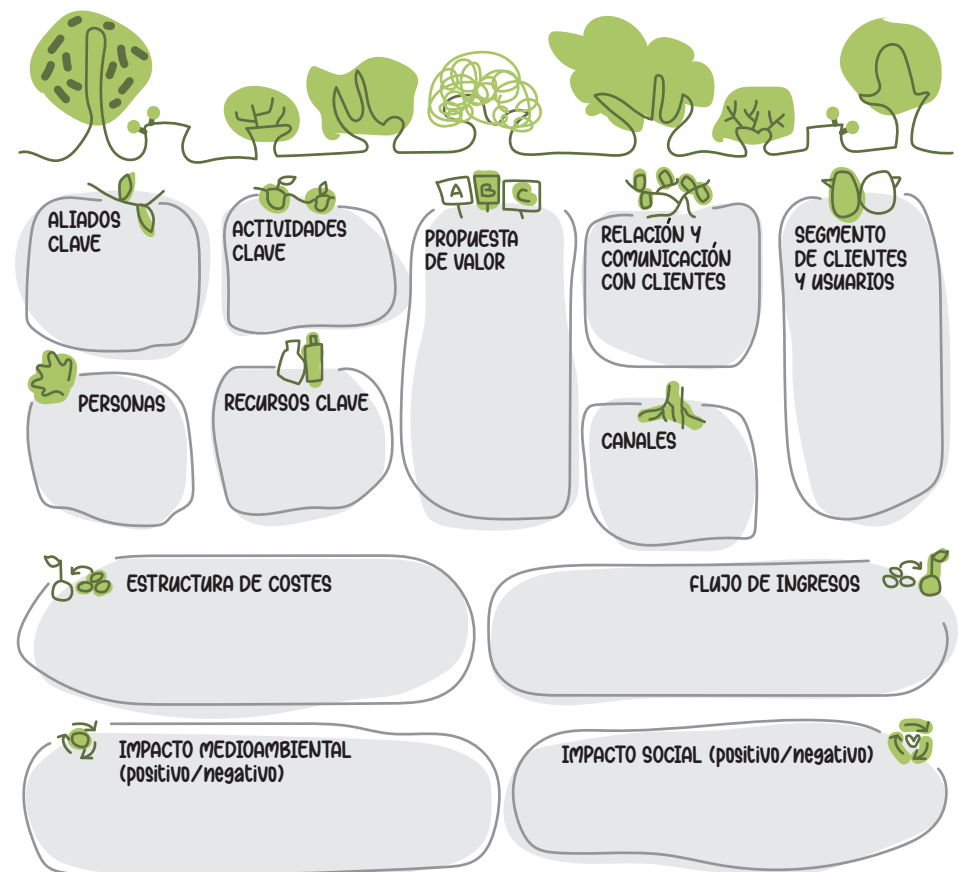 ALIADOS
CLAVE
ACTIVIDADES
CLAVE
A
B
C
PROPUESTA
DE VALOR
RELACIÓN Y
COMUNICACIÓN
CON CLIENTES
SEGMENTO
DE CLIENTES
Y USUARIOS
PERSONAS
RECURSOS CLAVE
CANALES
ESTRUCTURA DE COSTES
FLUJO DE INGRESOS
IMPACTO MEDIOAMBIENTAL
(positivo/negativo)
IMPACTO SOCIAL (positivo/negativo)